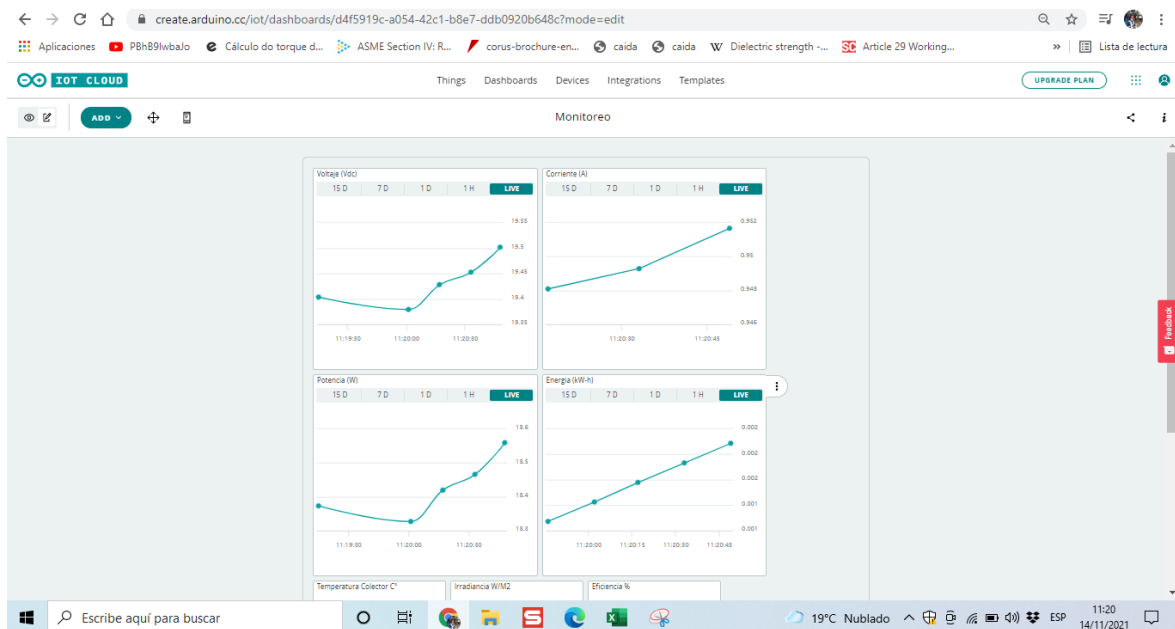 create.arduino.cc/iot/dashboards/d4f5919c-a054-42c1-b8e7-ddb0920b648c?mode=edit
Aplicaciones PBhB9IwbaJo Cálculo do torque d... ASME Section IV: R... corus-brochure-en... caida caida W Dielectric strength -... SC Article 29 Working... » Lista de lectura
IOT CLOUD Things Dashboards Devices Integrations Templates UPGRADE PLAN
ADD Monitoreo
Voltaje (Vdc) Corriente (A)
15 D 7 D 1 D 1 H LIVE 15 D 7 D 1 D 1 H LIVE
19.55 0.952
19.5
0.95
19.45
0.948
19.4
19.35 0.946
11:19:30 11:20:00 11:20:30 11:20:30 11:20:45
Feedback
Potencia (W) Energia (kW-h)
15 D 7 D 1 D 1 H LIVE 15 D 7 D 1 D 1 H LIVE
18.6 0.002
0.002
18.5
0.002
18.4
0.001
18.3 0.001
11:19:30 11:20:00 11:20:30 11:20:00 11:20:15 11:20:30 11:20:45
Temperatura Colector C° Irradiancia W/M2 Eficiencia %
Escribe aquí para buscar 19°C Nublado ESP 11:20
14/11/2021